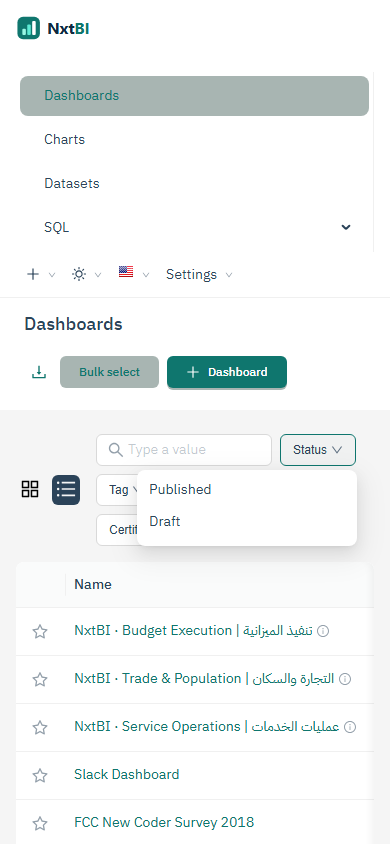 NxtBI
Dashboards
Charts
Datasets
SQL
Settings
Dashboards
Bulk select
Dashboard
Type a value
Status
Tag
Published
Draft
Name
NxtBI · Budget Execution | تنفيذ الميزانية
NxtBI · Trade & Population | التجارة والسكان
NxtBI · Service Operations | عمليات الخدمات
Slack Dashboard
FCC New Coder Survey 2018